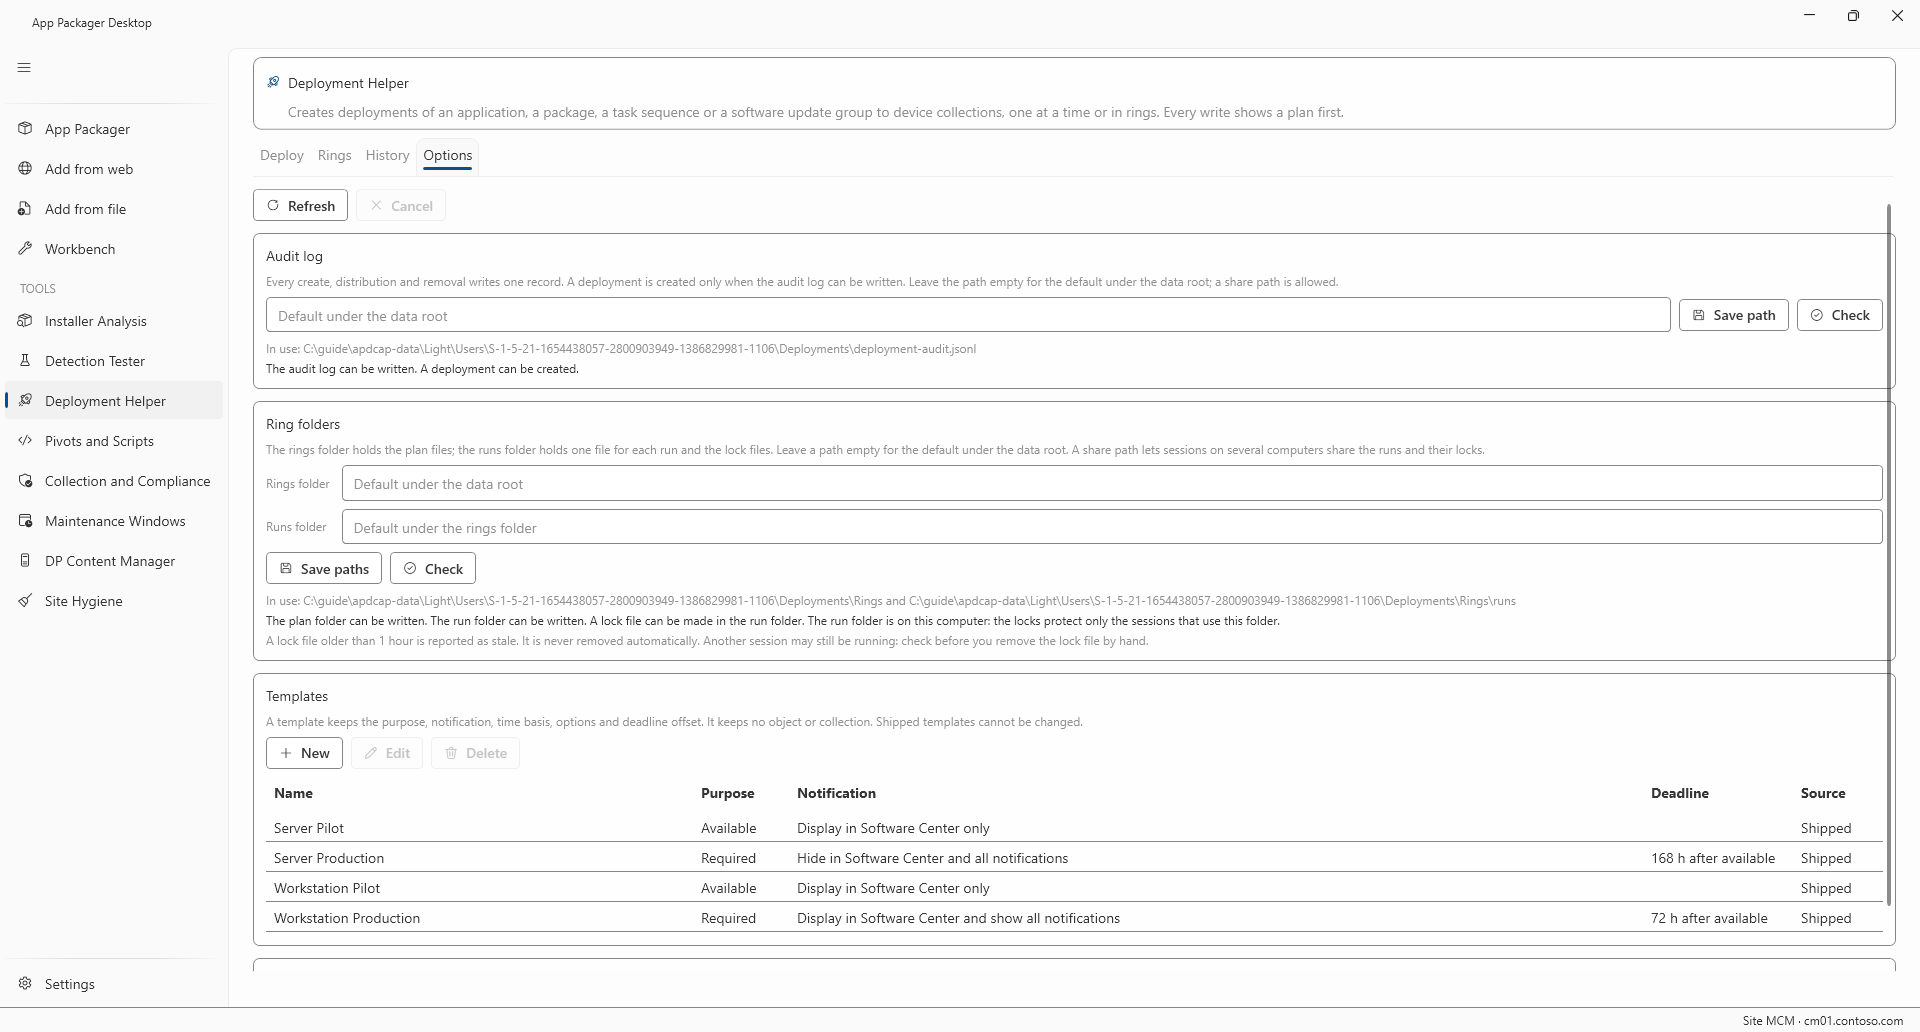 App Packager Desktop
App Packager
Add from web
Add from file
Workbench
TOOLS
Installer Analysis
Detection Tester
Deployment Helper
Pivots and Scripts
Collection and Compliance
Maintenance Windows
DP Content Manager
Site Hygiene
Settings
Deployment Helper
Creates deployments of an application, a package, a task sequence or a software update group to device collections, one at a time or in rings. Every write shows a plan first.
Deploy Rings History Options
Refresh Cancel
Audit log
Every create, distribution and removal writes one record. A deployment is created only when the audit log can be written. Leave the path empty for the default under the data root; a share path is allowed.
Default under the data root Save path Check
In use: C:\guide\apdcap-data\Light\Users\S-1-5-21-1654438057-2800903949-1386829981-1106\Deployments\deployment-audit.jsonl
The audit log can be written. A deployment can be created.
Ring folders
The rings folder holds the plan files; the runs folder holds one file for each run and the lock files. Leave a path empty for the default under the data root. A share path lets sessions on several computers share the runs and their locks.
Rings folder Default under the data root
Runs folder Default under the rings folder
Save paths Check
In use: C:\guide\apdcap-data\Light\Users\S-1-5-21-1654438057-2800903949-1386829981-1106\Deployments\Rings and C:\guide\apdcap-data\Light\Users\S-1-5-21-1654438057-2800903949-1386829981-1106\Deployments\Rings\runs
The plan folder can be written. The run folder can be written. A lock file can be made in the run folder. The run folder is on this computer: the locks protect only the sessions that use this folder.
A lock file older than 1 hour is reported as stale. It is never removed automatically. Another session may still be running: check before you remove the lock file by hand.
Templates
A template keeps the purpose, notification, time basis, options and deadline offset. It keeps no object or collection. Shipped templates cannot be changed.
New Edit Delete
Name Purpose Notification Deadline Source
Server Pilot Available Display in Software Center only Shipped
Server Production Required Hide in Software Center and all notifications 168 h after available Shipped
Workstation Pilot Available Display in Software Center only Shipped
Workstation Production Required Display in Software Center and show all notifications 72 h after available Shipped
Site MCM · cm01.contoso.com